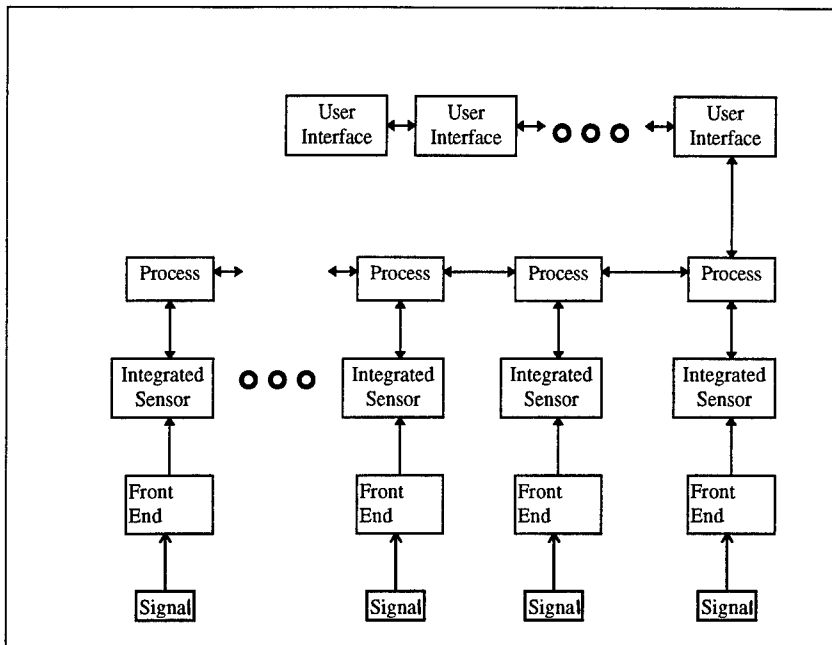 User
Interface
User
Interface
User
Interface
Process
Process
Process
Process
Integrated
Sensor
Integrated
Sensor
Integrated
Sensor
Integrated
Sensor
Front
End
Front
End
Front
End
Front
End
Signal
Signal
Signal
Signal